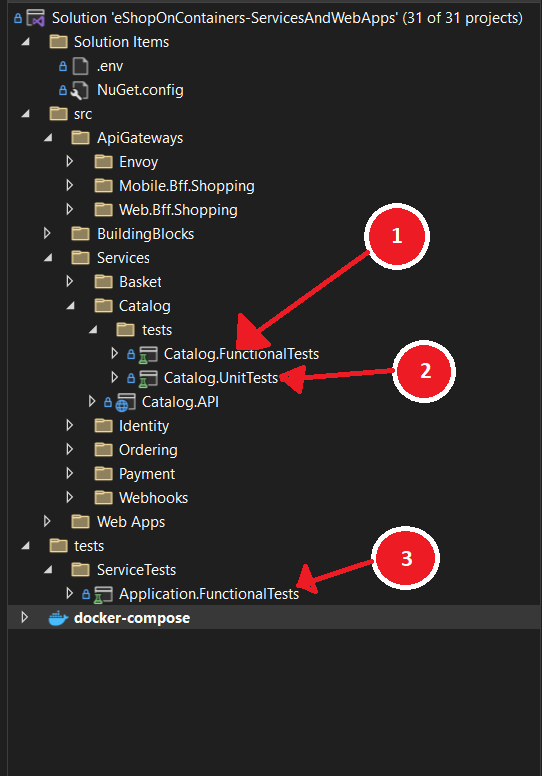 Solution 'eShopOnContainers-ServicesAndWebApps' (31 of 31 projects)
Solution Items
.env
NuGet.config
src
ApiGateways
Envoy
Mobile.Bff.Shopping
Web.Bff.Shopping
BuildingBlocks
1
Services
Basket
Catalog
tests
Catalog.FunctionalTests
Catalog.UnitTests
2
Catalog.API
Identity
Ordering
Payment
Webhooks
Web Apps
tests
3
ServiceTests
Application.FunctionalTests
docker-compose